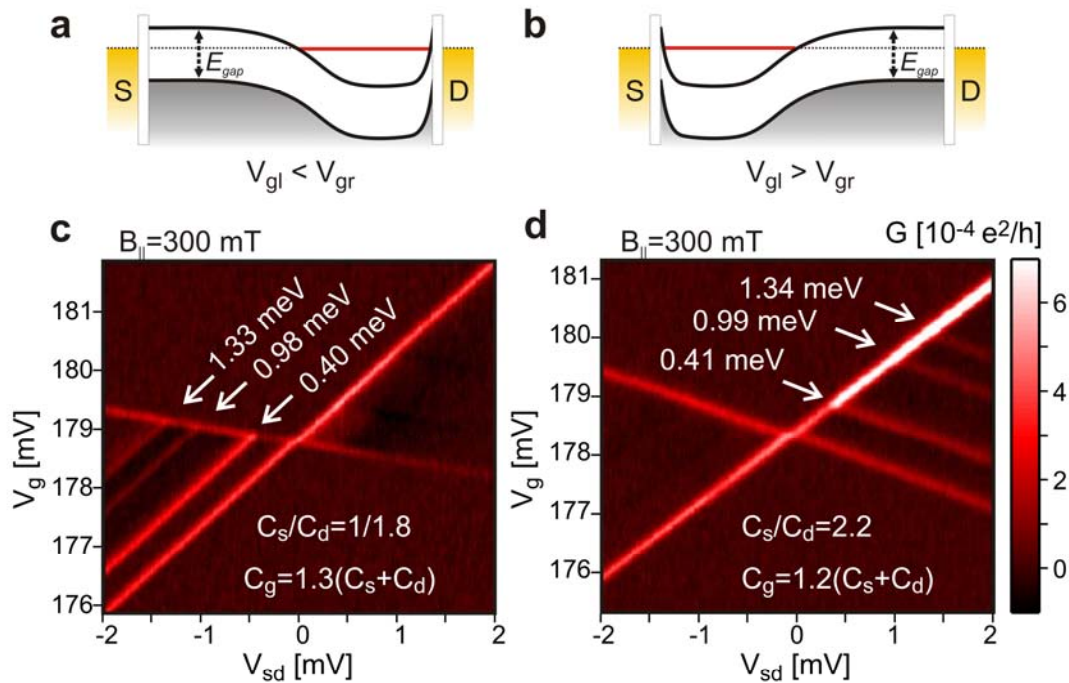 a
b
E_gap
E_gap
S
D
S
D
V_gl < V_gr
V_gl > V_gr
c
B_||=300 mT
d
B_||=300 mT
G [10⁻⁴ e²/h]
V_g [mV]
181
180
179
178
177
176
1.33 meV
0.98 meV
0.40 meV
C_s/C_d=1/1.8
C_g=1.3(C_s+C_d)
-2
-1
0
1
2
V_sd [mV]
V_g [mV]
181
180
179
178
177
176
1.34 meV
0.99 meV
0.41 meV
C_s/C_d=2.2
C_g=1.2(C_s+C_d)
-2
-1
0
1
2
V_sd [mV]
6
4
2
0